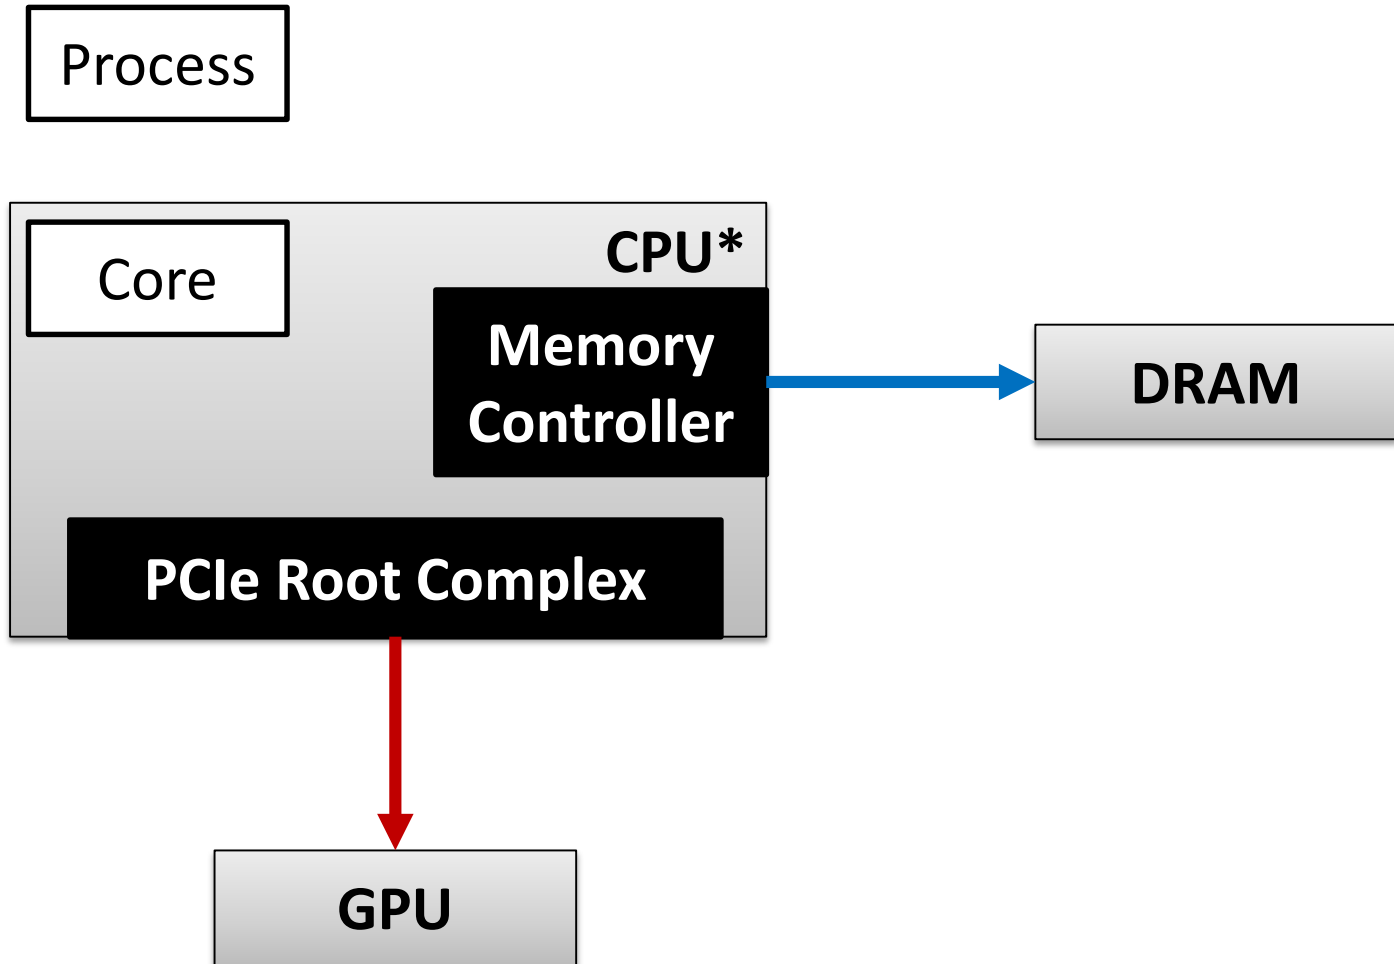 Process
Core
CPU*
Memory
Controller
DRAM
PCIe Root Complex
GPU